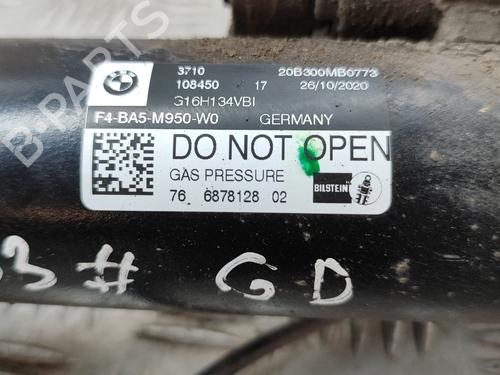 3710 20B300MB0773
108450 17 26/10/2020
G16H134VBI
F4-BA5-M950-W0 GERMANY
DO NOT OPEN
GAS PRESSURE
76 6878128 02 BILSTEIN
3# GD